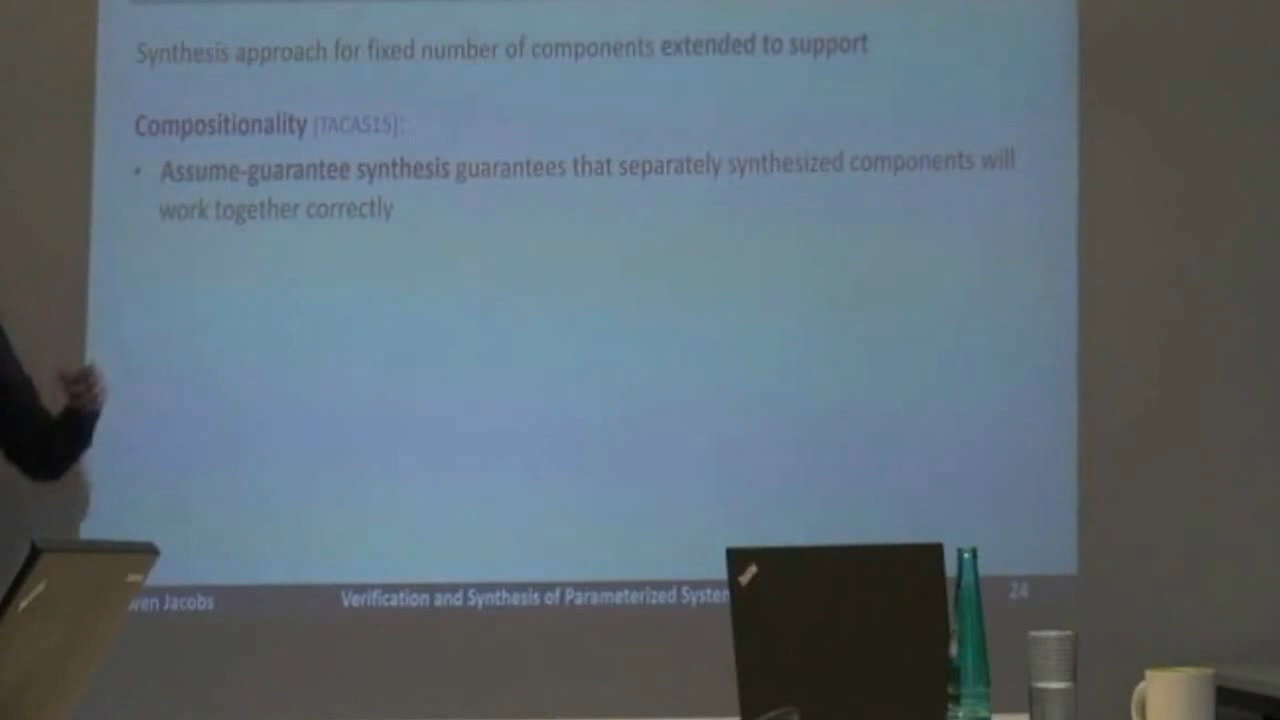 Synthesis approach for fixed number of components extended to support
Compositionality [TACAS15]:
• Assume-guarantee synthesis guarantees that separately synthesized components will
work together correctly
Jacobs
Verification and Synthesis of Parameterized
24